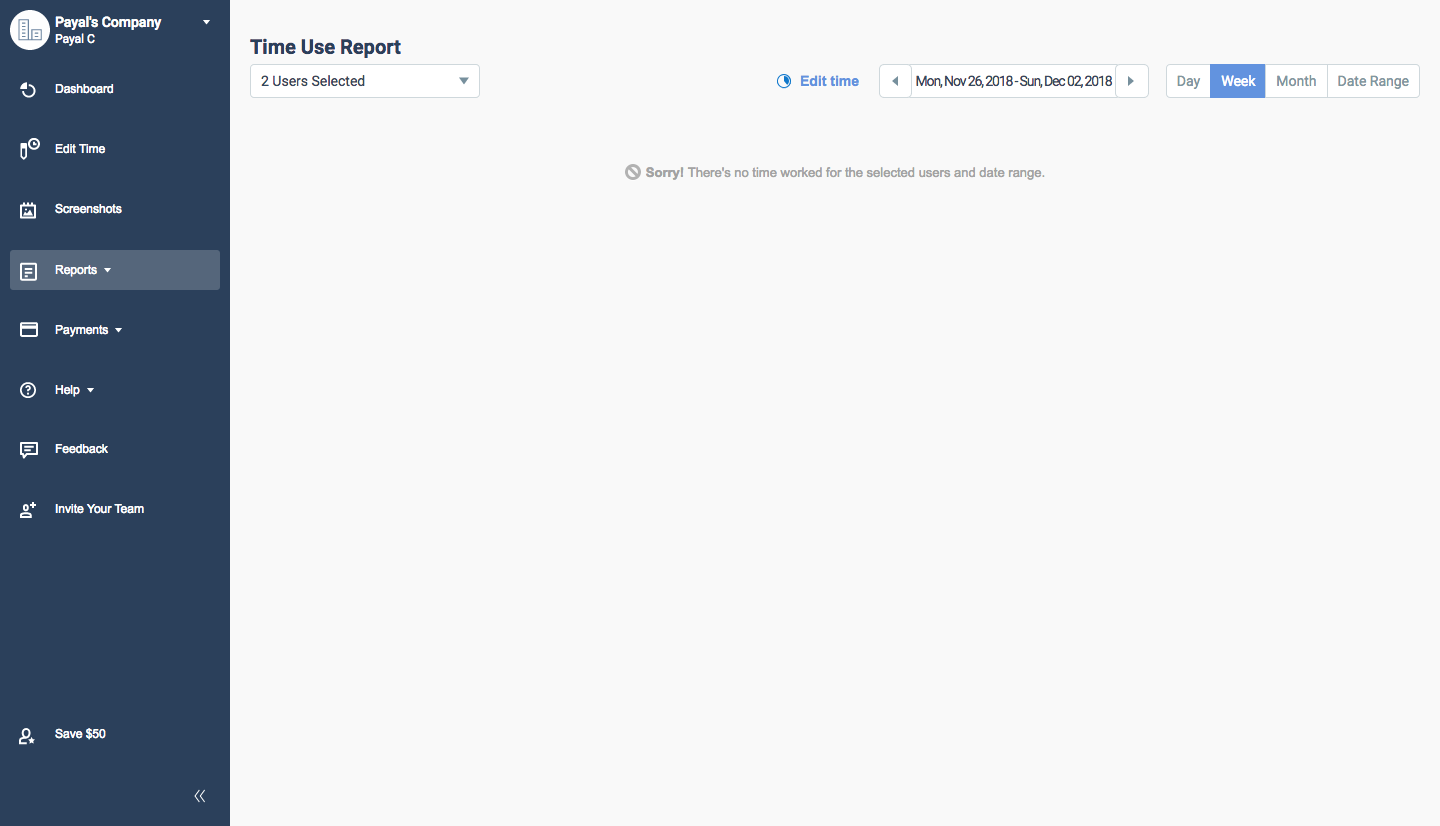 Payal's Company
Payal C
Dashboard
Edit Time
Screenshots
Reports
Payments
Help
Feedback
Invite Your Team
Save $50
Time Use Report
2 Users Selected
Edit time
Mon, Nov 26, 2018 - Sun, Dec 02, 2018
Day Week Month Date Range
Sorry! There's no time worked for the selected users and date range.